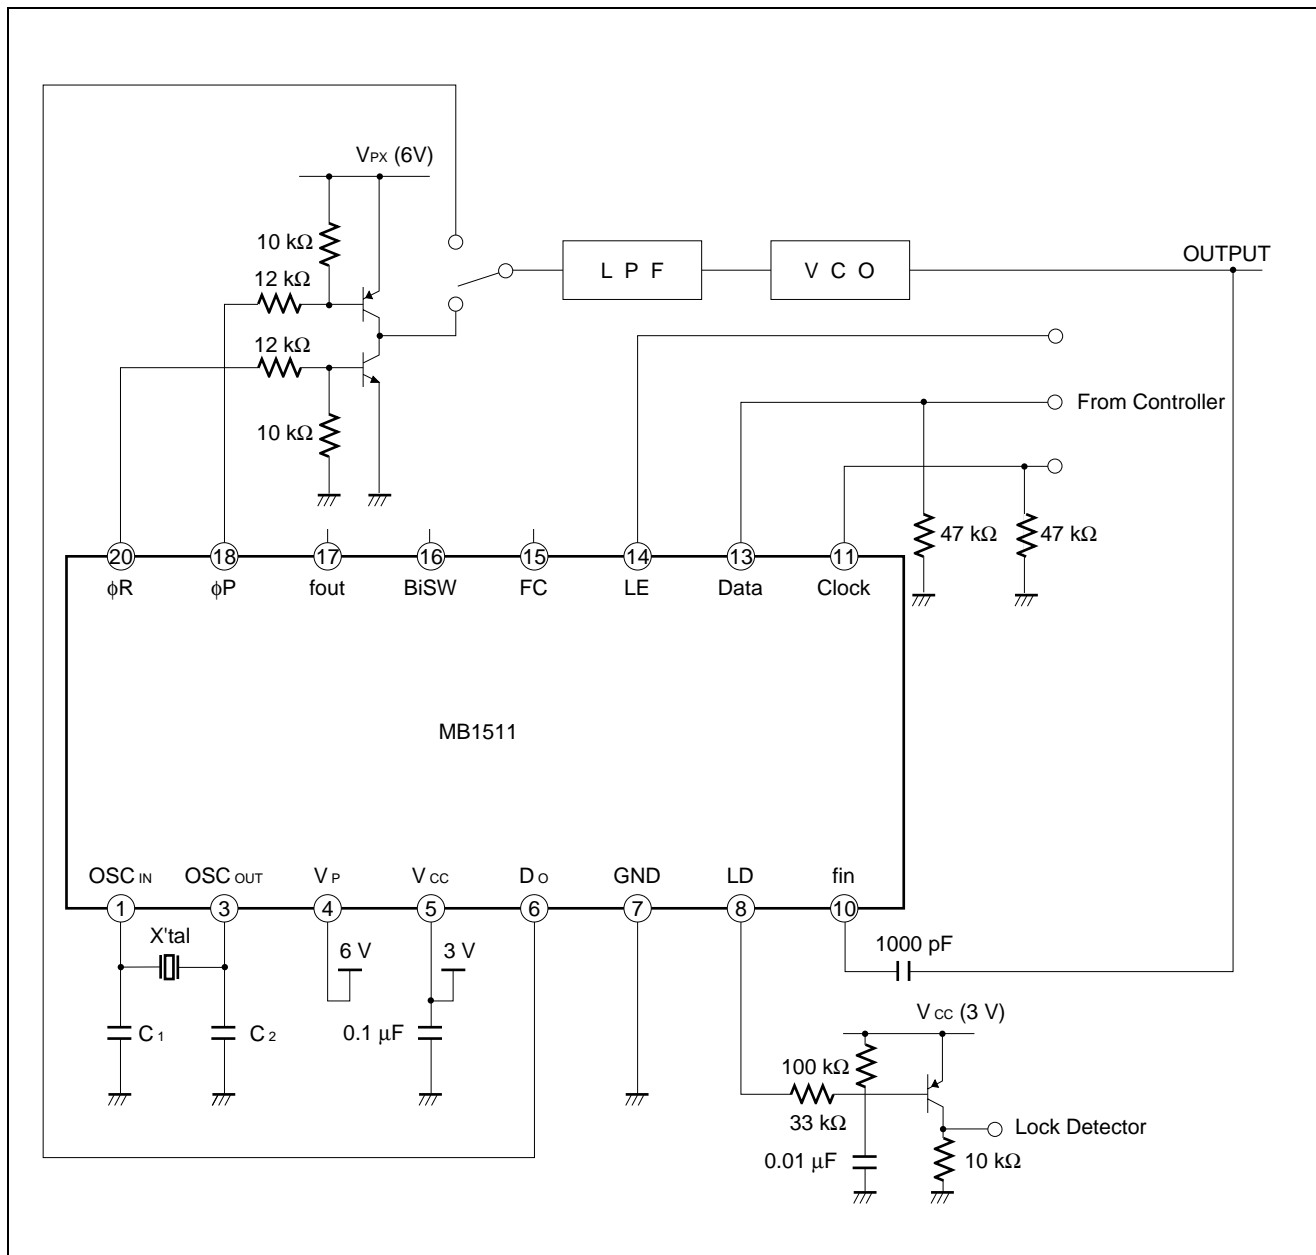 VPX (6V)
10 kΩ
12 kΩ
12 kΩ
10 kΩ
L P F
V C O
OUTPUT
From Controller
47 kΩ
47 kΩ
20 18 17 16 15 14 13 11
φR φP fout BiSW FC LE Data Clock
MB1511
OSC IN OSC OUT V P V CC D O GND LD fin
1 3 4 5 6 7 8 10
X'tal
6 V
3 V
1000 pF
C 1
C 2
0.1 μF
V CC (3 V)
100 kΩ
33 kΩ
Lock Detector
0.01 μF
10 kΩ